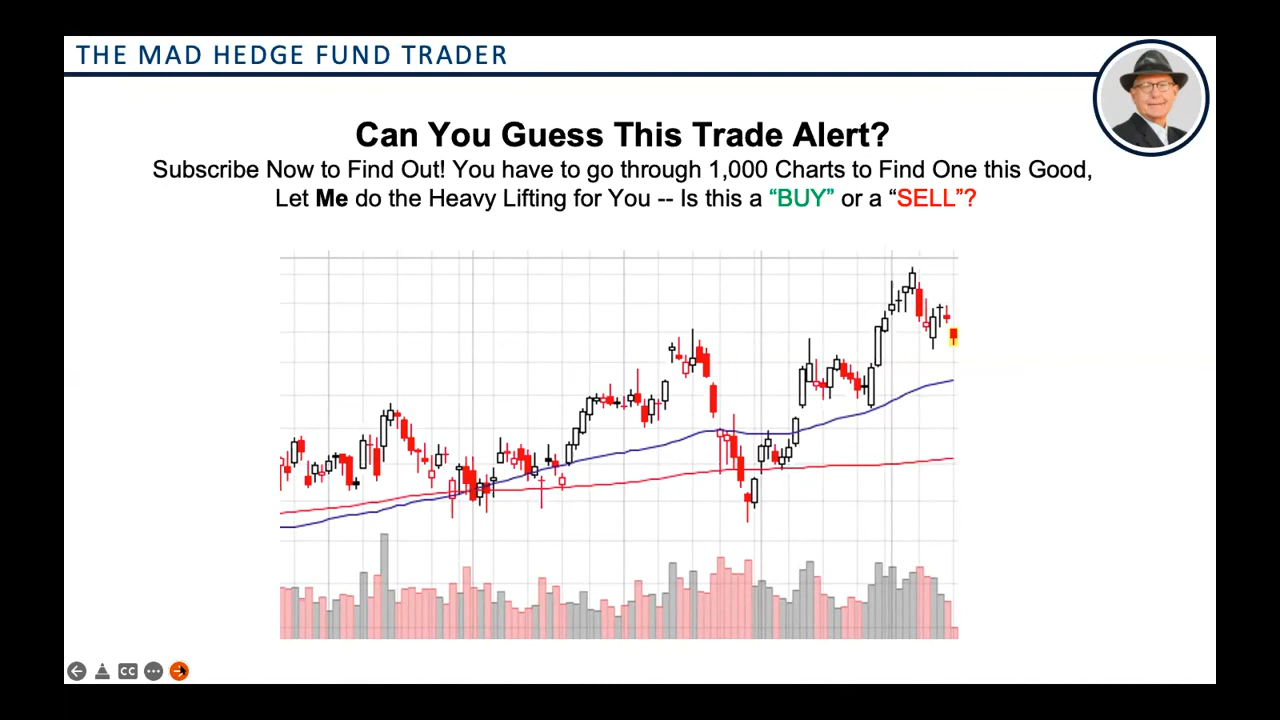 THE MAD HEDGE FUND TRADER
Can You Guess This Trade Alert?
Subscribe Now to Find Out! You have to go through 1,000 Charts to Find One this Good,
Let Me do the Heavy Lifting for You -- Is this a “BUY” or a “SELL”?
CC